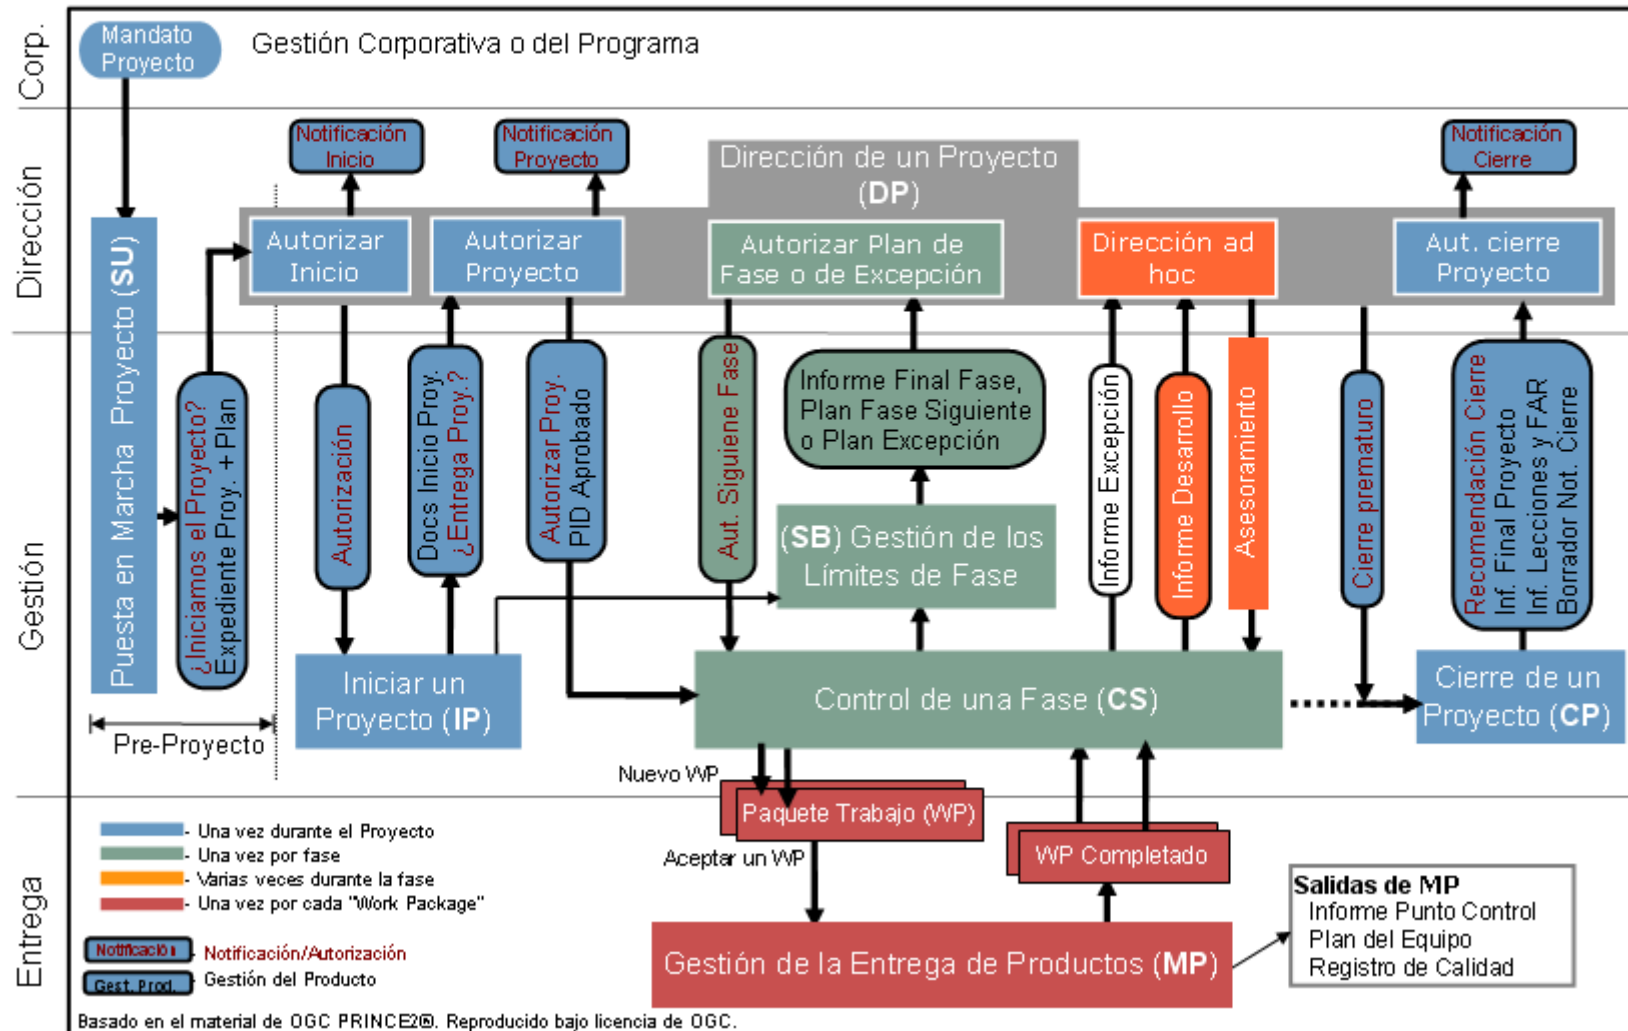 Corp.
Mandato
Proyecto
Gestión Corporativa o del Programa
Dirección
Notificación
Inicio
Notificación
Proyecto
Dirección de un Proyecto
(DP)
Notificación
Cierre
Autorizar
Inicio
Autorizar
Proyecto
Autorizar Plan de
Fase o de Excepción
Dirección ad
hoc
Aut. cierre
Proyecto
Gestión
Puesta en Marcha Proyecto (SU)
¿Iniciamos el Proyecto?
Expediente Proy. + Plan
Autorización
Docs Inicio Proy.
¿Entrega Proy.?
Autorizar Proy.
PID Aprobado
Aut. Siguiene Fase
Informe Final Fase,
Plan Fase Siguiente
o Plan Excepción
Informe Excepción
Informe Desarrollo
Asesoramiento
Cierre prematuro
Recomendación Cierre
Inf. Final Proyecto
Inf. Lecciones y FAR
Borrador Not. Cierre
(SB) Gestión de los
Límites de Fase
Iniciar un
Proyecto (IP)
Control de una Fase (CS)
Cierre de un
Proyecto (CP)
Pre-Proyecto
Nuevo WP
Entrega
Paquete Trabajo (WP)
Aceptar un WP
WP Completado
- Una vez durante el Proyecto
- Una vez por fase
- Varias veces durante la fase
- Una vez por cada "Work Package"
Notificación - Notificación/Autorización
Gest. Prod. - Gestión del Producto
Gestión de la Entrega de Productos (MP)
Salidas de MP
Informe Punto Control
Plan del Equipo
Registro de Calidad
Basado en el material de OGC PRINCE2®. Reproducido bajo licencia de OGC.